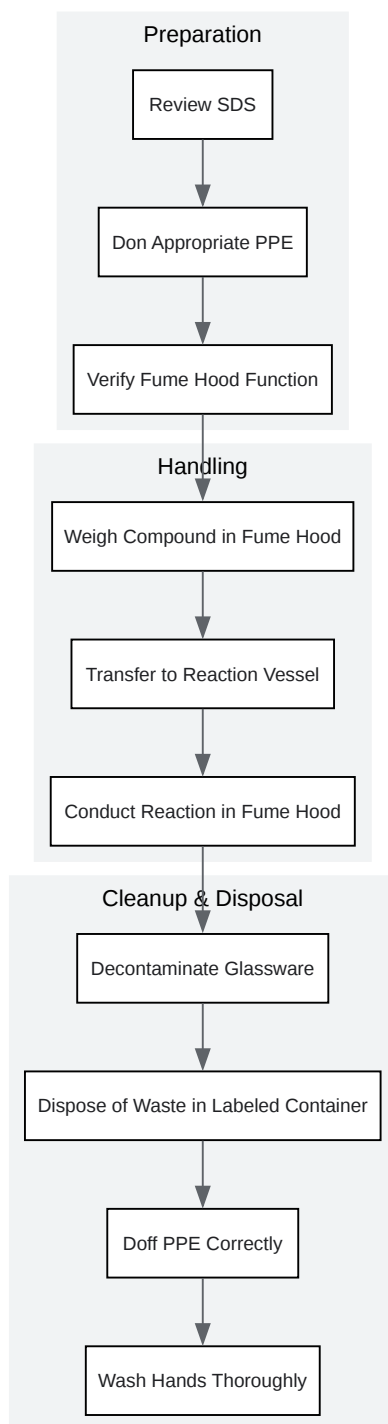 Preparation
Review SDS
Don Appropriate PPE
Verify Fume Hood Function
Handling
Weigh Compound in Fume Hood
Transfer to Reaction Vessel
Conduct Reaction in Fume Hood
Cleanup & Disposal
Decontaminate Glassware
Dispose of Waste in Labeled Container
Doff PPE Correctly
Wash Hands Thoroughly